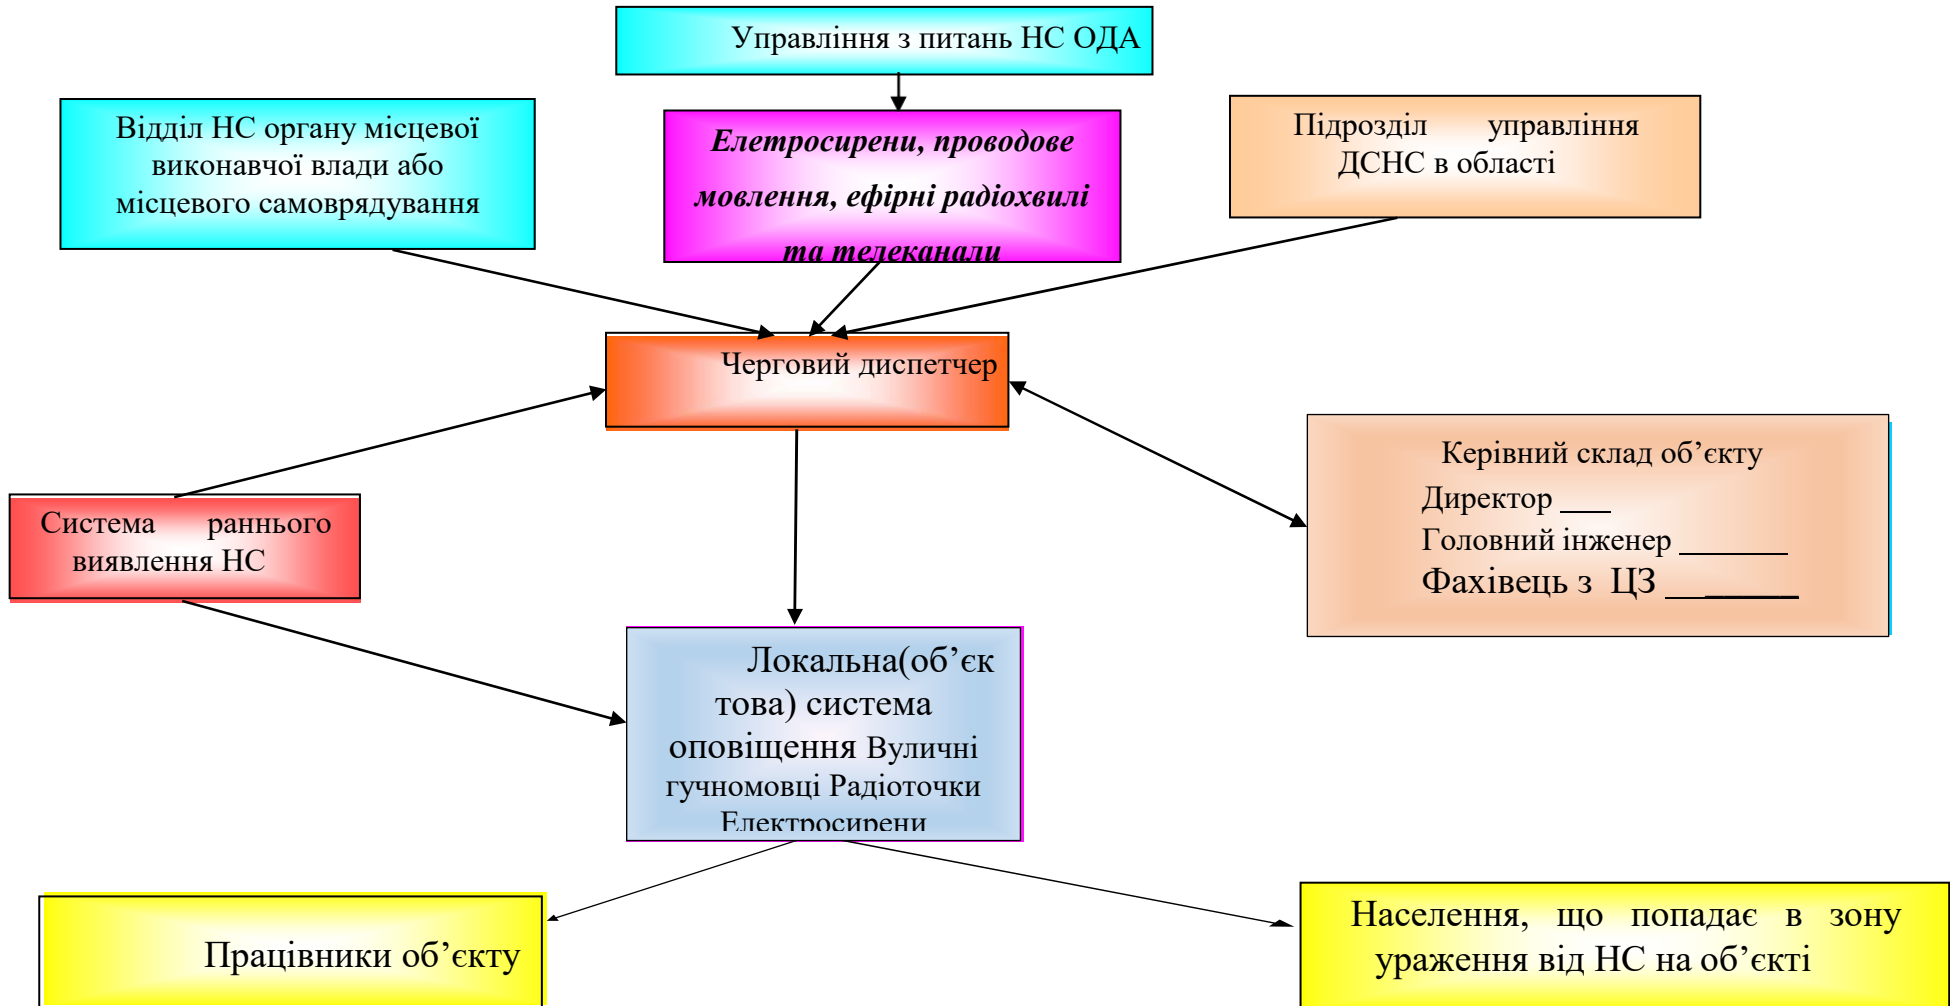 Управління з питань НС ОДА
Відділ НС органу місцевої
виконавчої влади або
місцевого самоврядування
Елетросирени, проводове
мовлення, ефірні радіохвилі
та телеканали
Підрозділ управління
ДСНС в області
Черговий диспетчер
Система раннього
виявлення НС
Керівний склад об’єкту
Директор ___
Головний інженер _______
Фахівець з ЦЗ ________
Локальна(об’єк
това) система
оповіщення Вуличні
гучномовці Радіоточки
Електросирени
Працівники об’єкту
Населення, що попадає в зону
ураження від НС на об’єкті